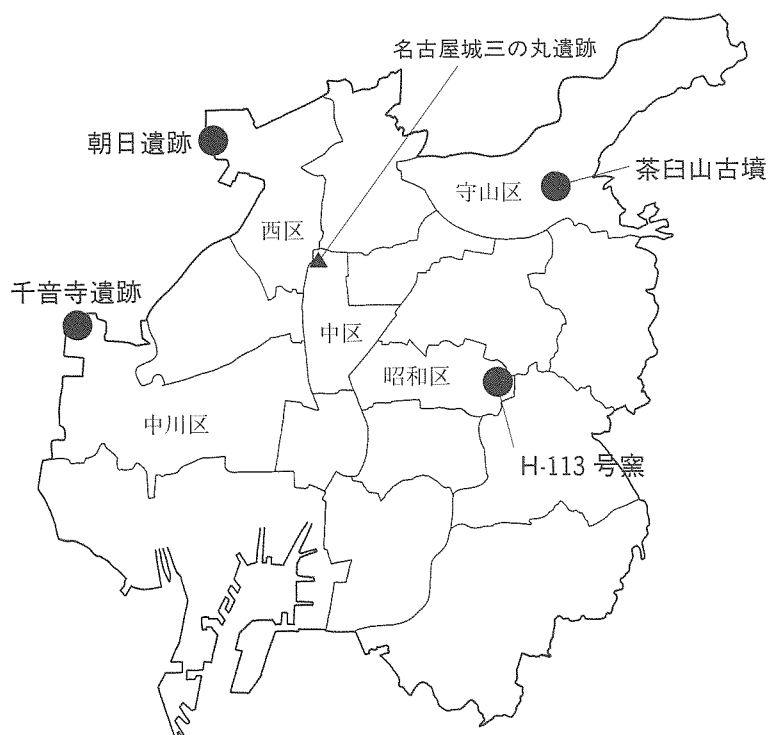 名古屋城三の丸遺跡
朝日遺跡
茶臼山古墳
守山区
西区
千音寺遺跡
中区
昭和区
中川区
H-113 号窯